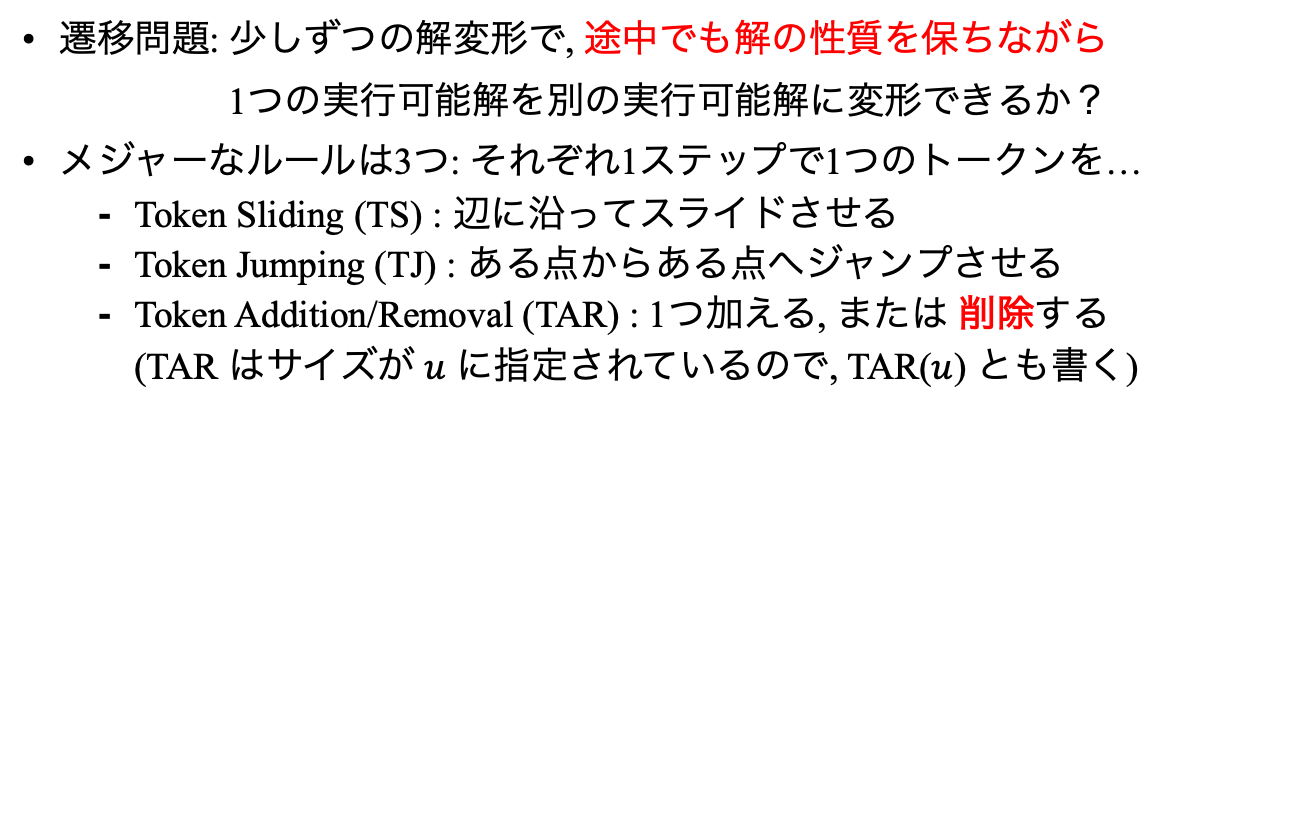 • 遷移問題: 少しずつの解変形で, 途中でも解の性質を保ちながら
1つの実行可能解を別の実行可能解に変形できるか？
• メジャーなルールは3つ: それぞれ1ステップで1つのトークンを…
- Token Sliding (TS) : 辺に沿ってスライドさせる
- Token Jumping (TJ) : ある点からある点へジャンプさせる
- Token Addition/Removal (TAR) : 1つ加える, または 削除する
(TAR はサイズが u に指定されているので, TAR(u) とも書く)